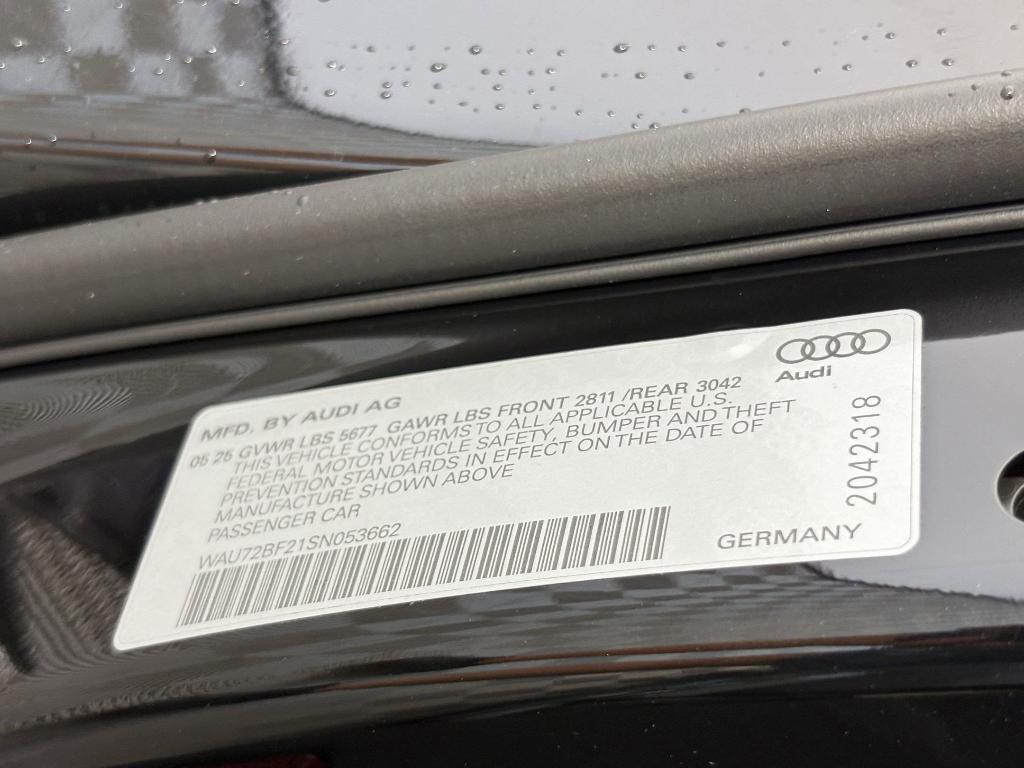 MFD. BY AUDI AG
05 25 GVWR LBS 5677 GAWR LBS FRONT 2811 /REAR 3042
THIS VEHICLE CONFORMS TO ALL APPLICABLE U.S.
FEDERAL MOTOR VEHICLE SAFETY, BUMPER AND THEFT
PREVENTION STANDARDS IN EFFECT ON THE DATE OF
MANUFACTURE SHOWN ABOVE
PASSENGER CAR
WAU72BF21SN053662
Audi
2042318
GERMANY